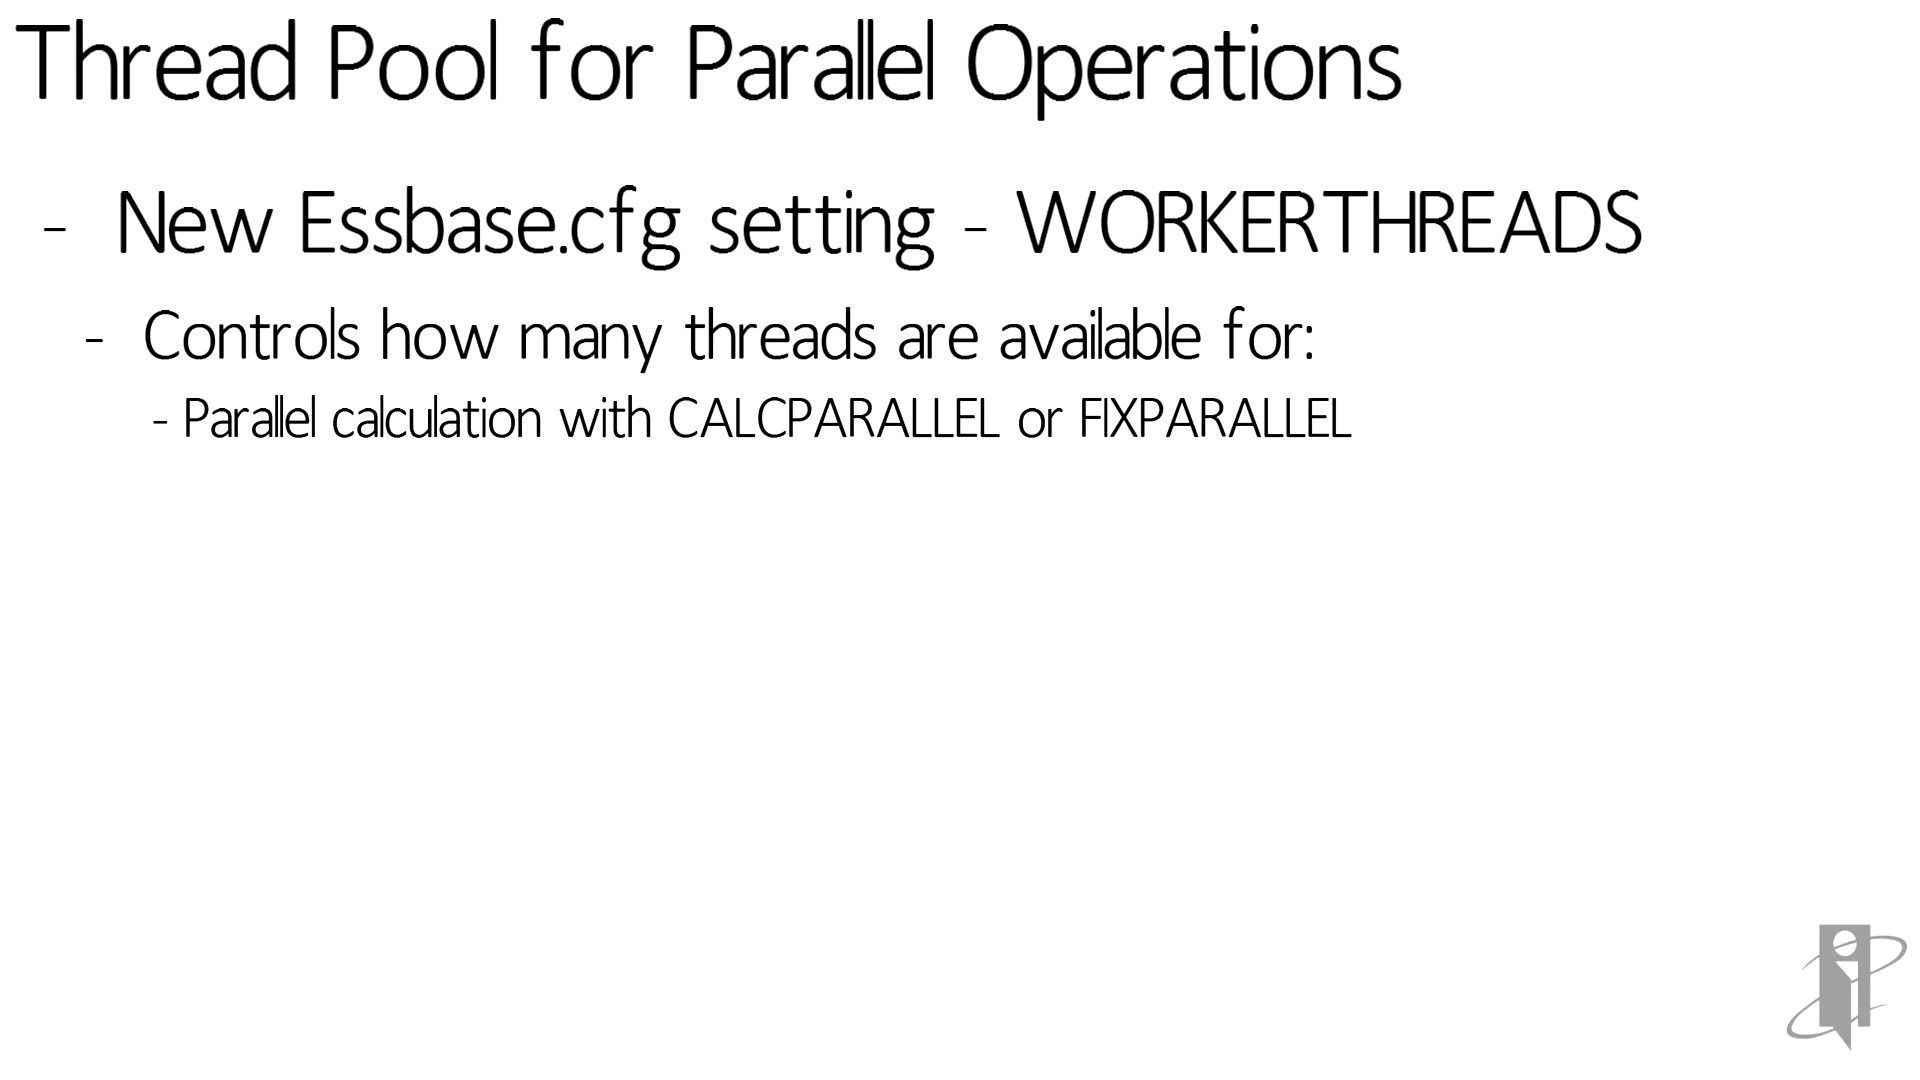 Thread Pool for Parallel Operations
- New Essbase.cfg setting - WORKERTHREADS
- Controls how many threads are available for:
- Parallel calculation with CALCPARALLEL or FIXPARALLEL